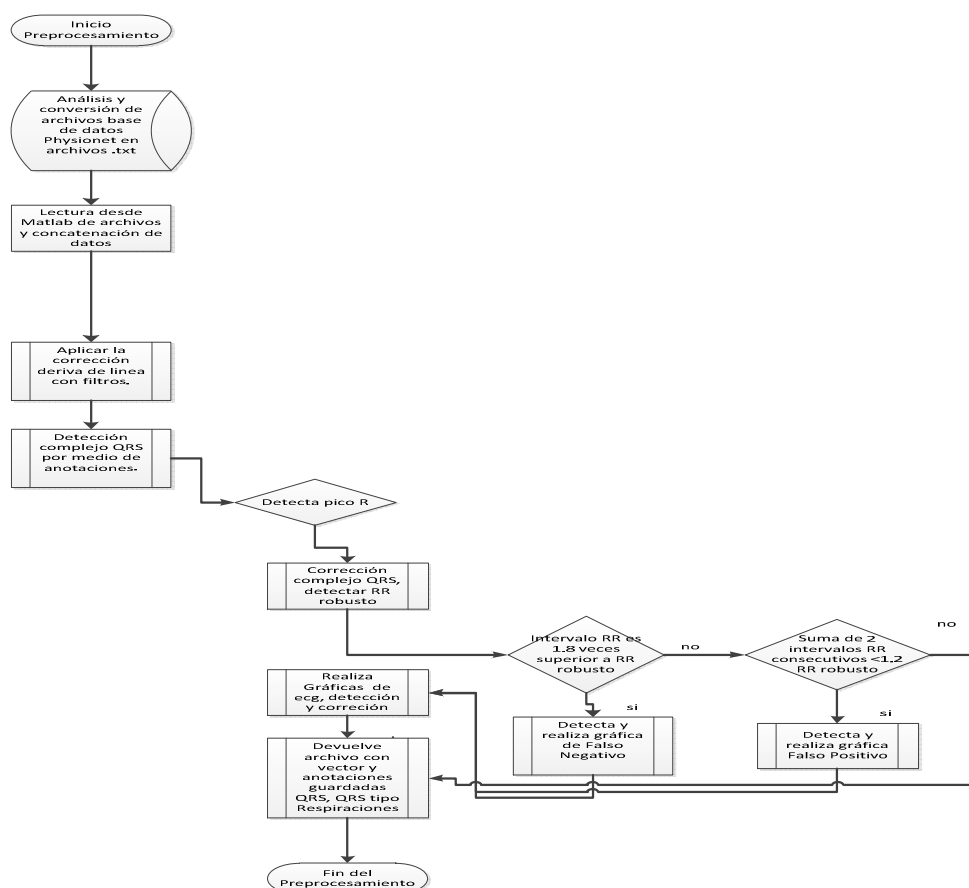 Inicio
Preprocesamiento
Análisis y
conversión de
archivos base
de datos
Physionet en
archivos .txt
Lectura desde
Matlab de archivos
y concatenación de
datos
Aplicar la
corrección
deriva de linea
con filtros.
Detección
complejo QRS
por medio de
anotaciones.
Detecta pico R
Corrección
complejo QRS,
detectar RR
robusto
Intervalo RR es
1.8 veces
superior a RR
robusto
no
Suma de 2
intervalos RR
consecutivos <1.2
RR robusto
no
si
si
Detecta y
realiza gráfica
de Falso
Negativo
Detecta y
realiza gráfica
Falso Positivo
Realiza
Gráficas de
ecg, detección
y correción
Devuelve
archivo con
vector y
anotaciones
guardadas
QRS, QRS tipo
Respiraciones
Fin del
Preprocesamiento